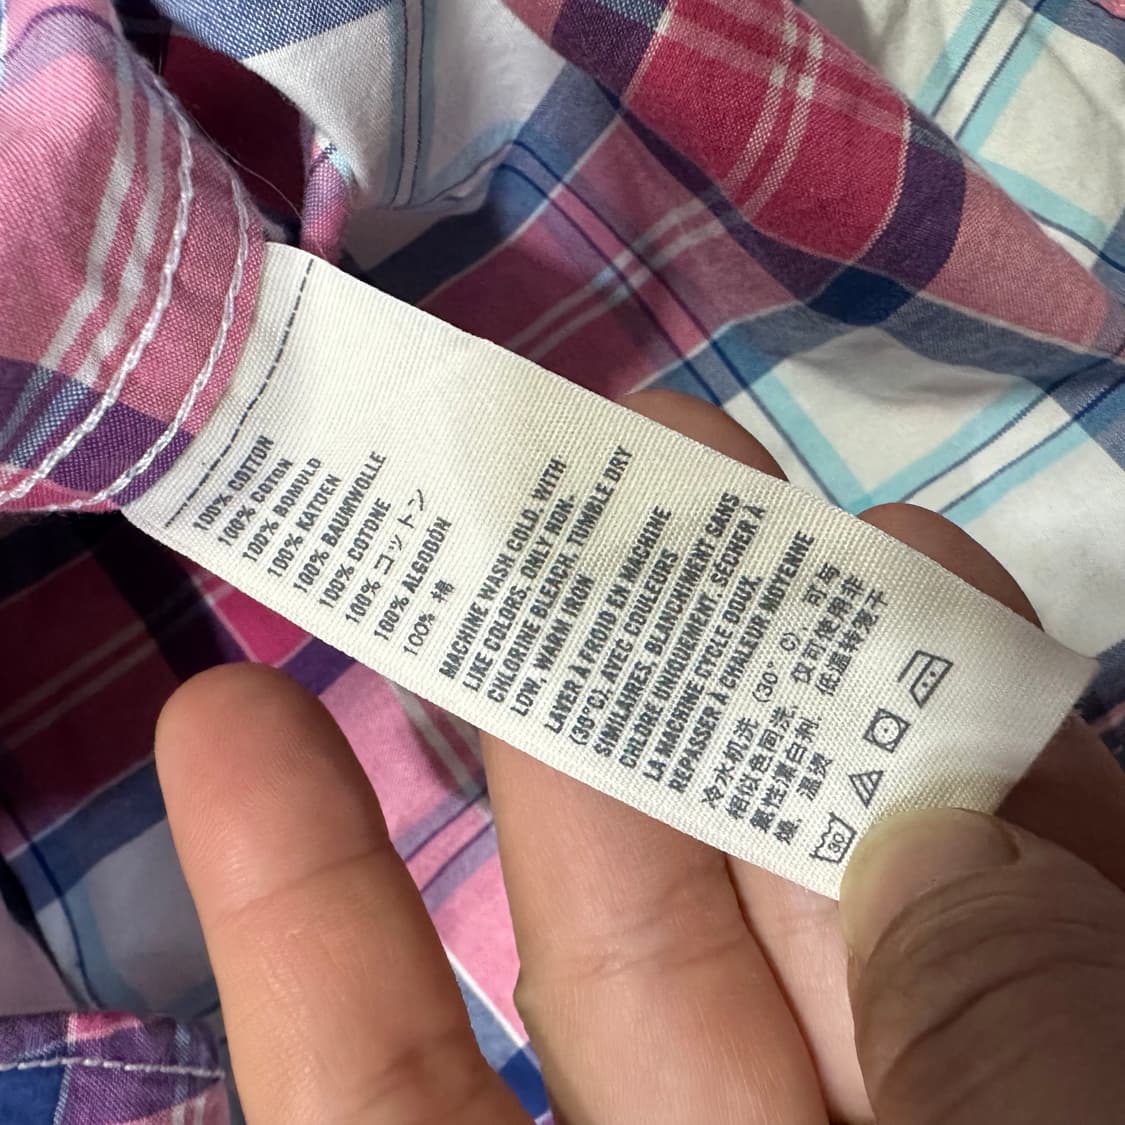 100% COTTON
100% COTON
100% BOMULD
100% KATOEN
100% BAUMWOLLE
100% COTONE
100% コットン
100% ALGODON
100% 棉
MACHINE WASH COLD, WITH
LIKE COLORS. ONLY NON-
CHLORINE BLEACH. TUMBLE DRY
LOW. WARM IRON
LAVER À FROID EN MACHINE
(30°C), AVEC COULEURS
SIMILAIRES. BLANCHIMENT SANS
CHLORE UNIQUEMENT. SÉCHER À
LA MACHINE CYCLE DOUX.
REPASSER À CHALEUR MOYENNE
冷水机洗 (30° C) 可与
相似色同洗. 仅可使用非
氯性漂白剂. 低温转笼干
燥. 温烫
30